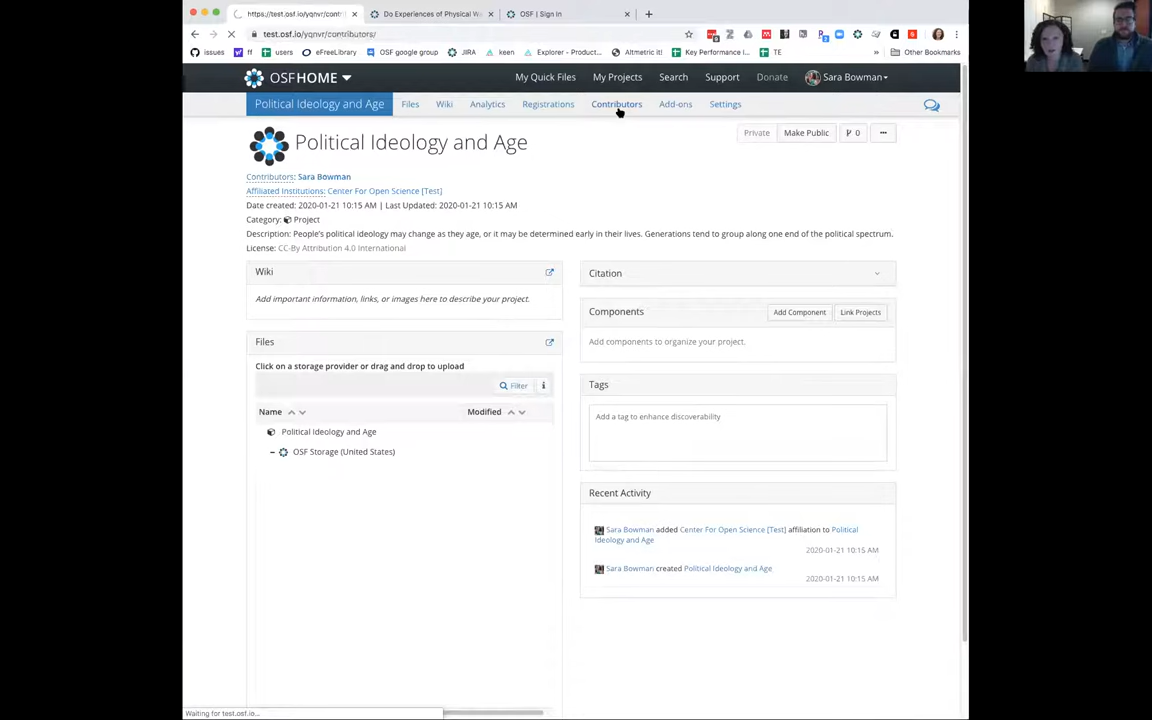 https://test.osf.io/yqnvr/contri
Do Experiences of Physical W
OSF | Sign In
test.osf.io/yqnvr/contributors/
issues
ff
users
eFreeLibrary
OSF google group
JIRA
keen
Explorer - Product...
Altmetric it!
Key Performance I...
TE
Other Bookmarks
OSFHOME
My Quick Files
My Projects
Search
Support
Donate
Sara Bowman
Political Ideology and Age
Files
Wiki
Analytics
Registrations
Contributors
Add-ons
Settings
Political Ideology and Age
Private
Make Public
0
Contributors: Sara Bowman
Affiliated Institutions: Center For Open Science [Test]
Date created: 2020-01-21 10:15 AM | Last Updated: 2020-01-21 10:15 AM
Category: Project
Description: People's political ideology may change as they age, or it may be determined early in their lives. Generations tend to group along one end of the political spectrum.
License: CC-By Attribution 4.0 International
Wiki
Add important information, links, or images here to describe your project.
Files
Click on a storage provider or drag and drop to upload
Filter
i
Name
Modified
Political Ideology and Age
OSF Storage (United States)
Citation
Components
Add Component
Link Projects
Add components to organize your project.
Tags
Add a tag to enhance discoverability
Recent Activity
Sara Bowman added Center For Open Science [Test] affiliation to Political
Ideology and Age
2020-01-21 10:15 AM
Sara Bowman created Political Ideology and Age
2020-01-21 10:15 AM
Waiting for test.osf.io...